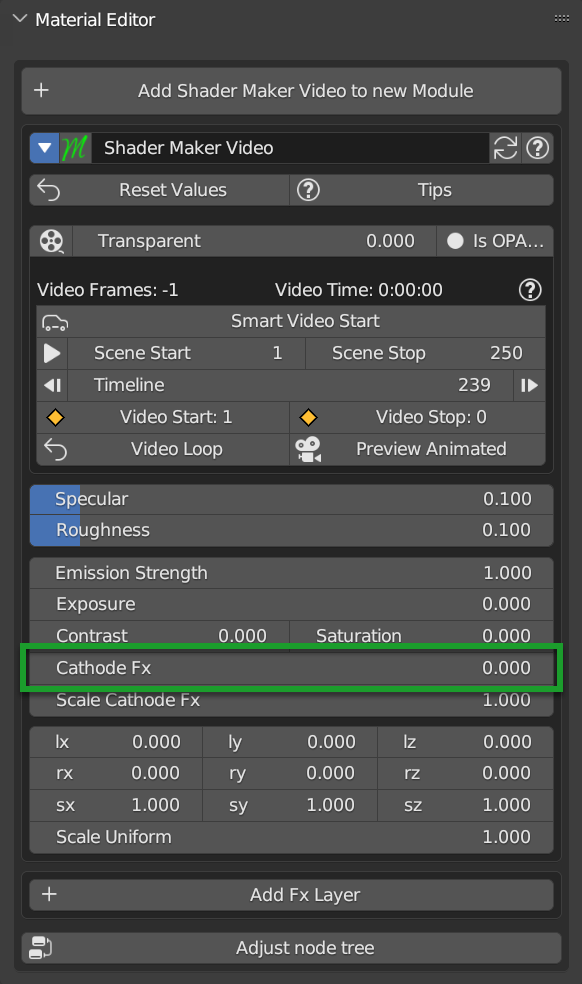 Material Editor
Add Shader Maker Video to new Module
Shader Maker Video
Reset Values Tips
Transparent 0.000 Is OPA...
Video Frames: -1 Video Time: 0:00:00
Smart Video Start
Scene Start 1 Scene Stop 250
Timeline 239
Video Start: 1 Video Stop: 0
Video Loop Preview Animated
Specular 0.100
Roughness 0.100
Emission Strength 1.000
Exposure 0.000
Contrast 0.000 Saturation 0.000
Cathode Fx 0.000
Scale Cathode Fx 1.000
lx 0.000 ly 0.000 lz 0.000
rx 0.000 ry 0.000 rz 0.000
sx 1.000 sy 1.000 sz 1.000
Scale Uniform 1.000
Add Fx Layer
Adjust node tree